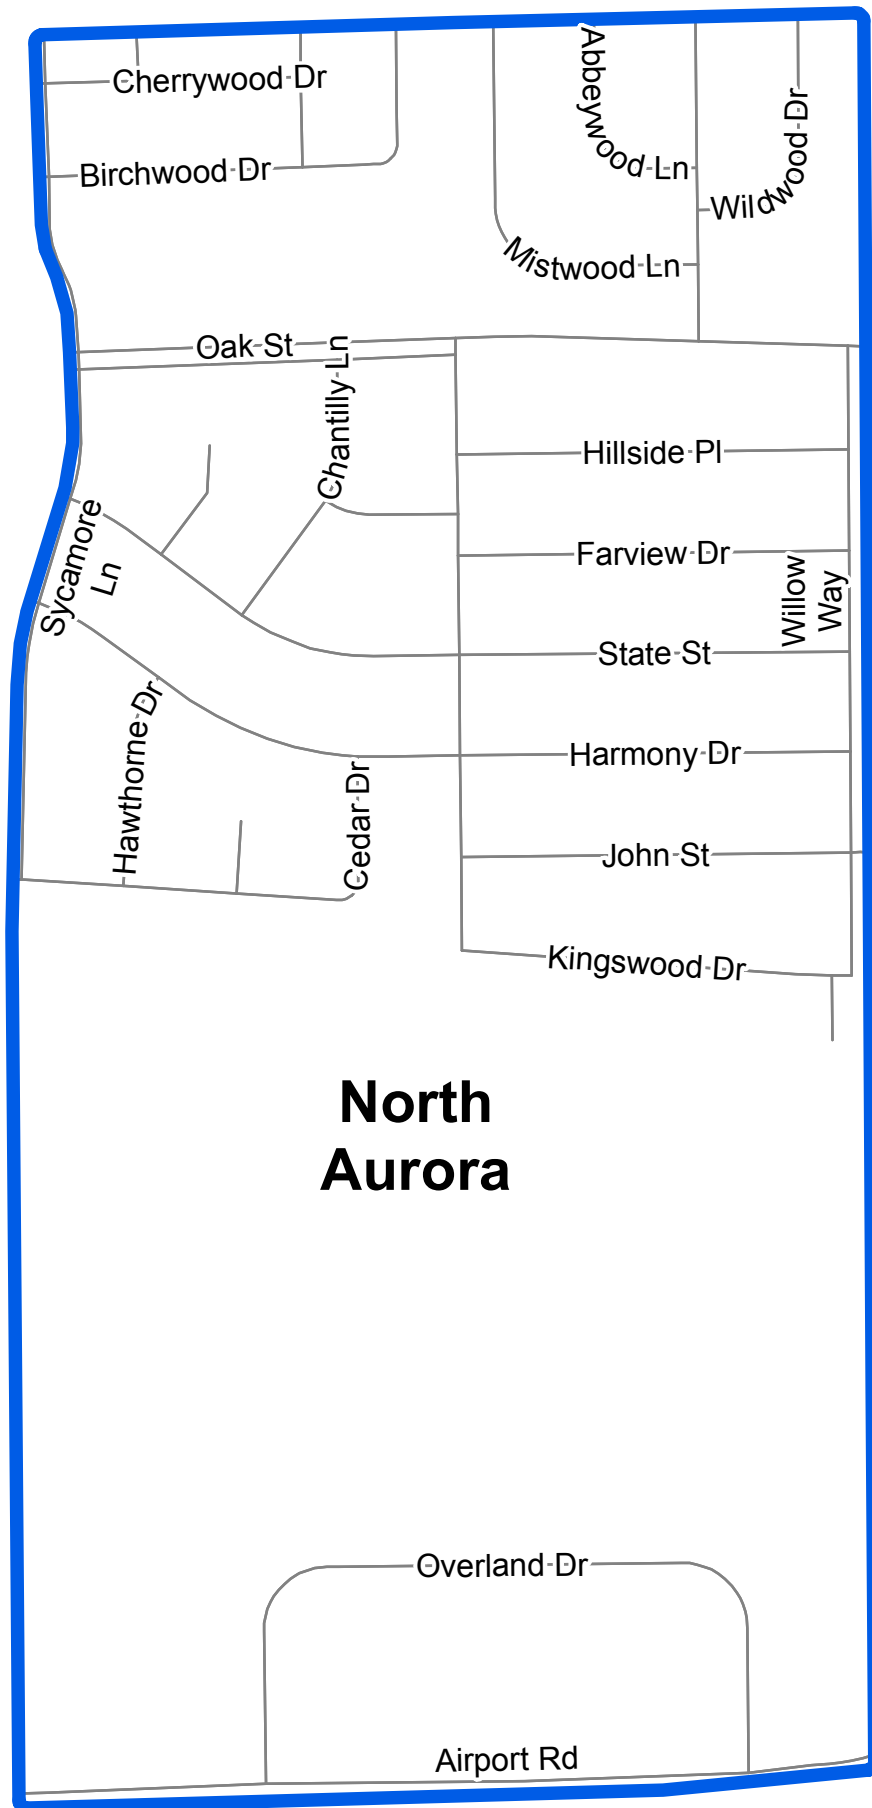 Cherrywood Dr
Birchwood Dr
Abbeywood Ln
Wildwood Dr
Mistwood Ln
Oak St
Chantilly Ln
Hillside Pl
Farview Dr
Sycamore
Ln
Willow
Way
State St
Hawthorne Dr
Harmony Dr
Cedar Dr
John St
Kingswood Dr
North
Aurora
Overland Dr
Airport Rd